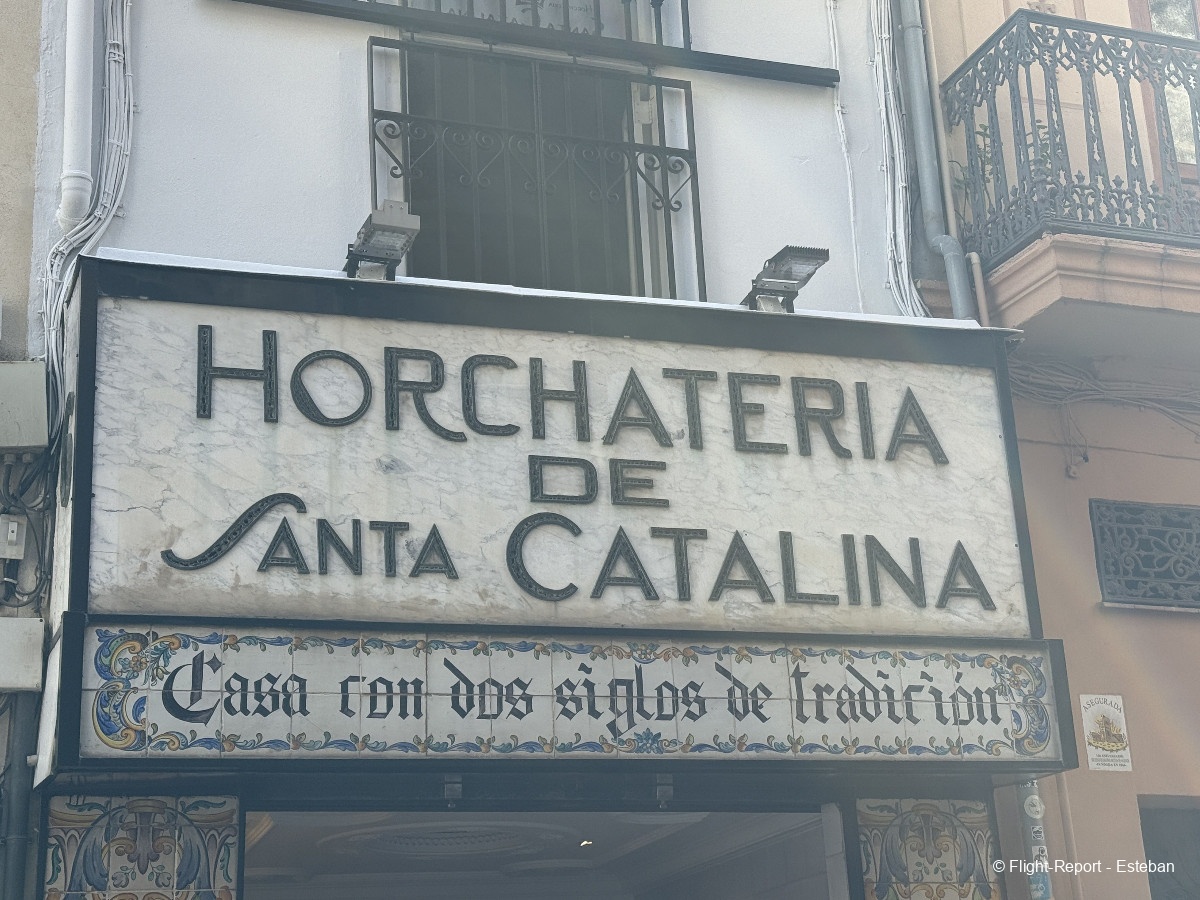 HORCHATERIA
DE
SANTA CATALINA
Casa con dos siglos de tradición
ASEGURADA
© Flight-Report - Esteban